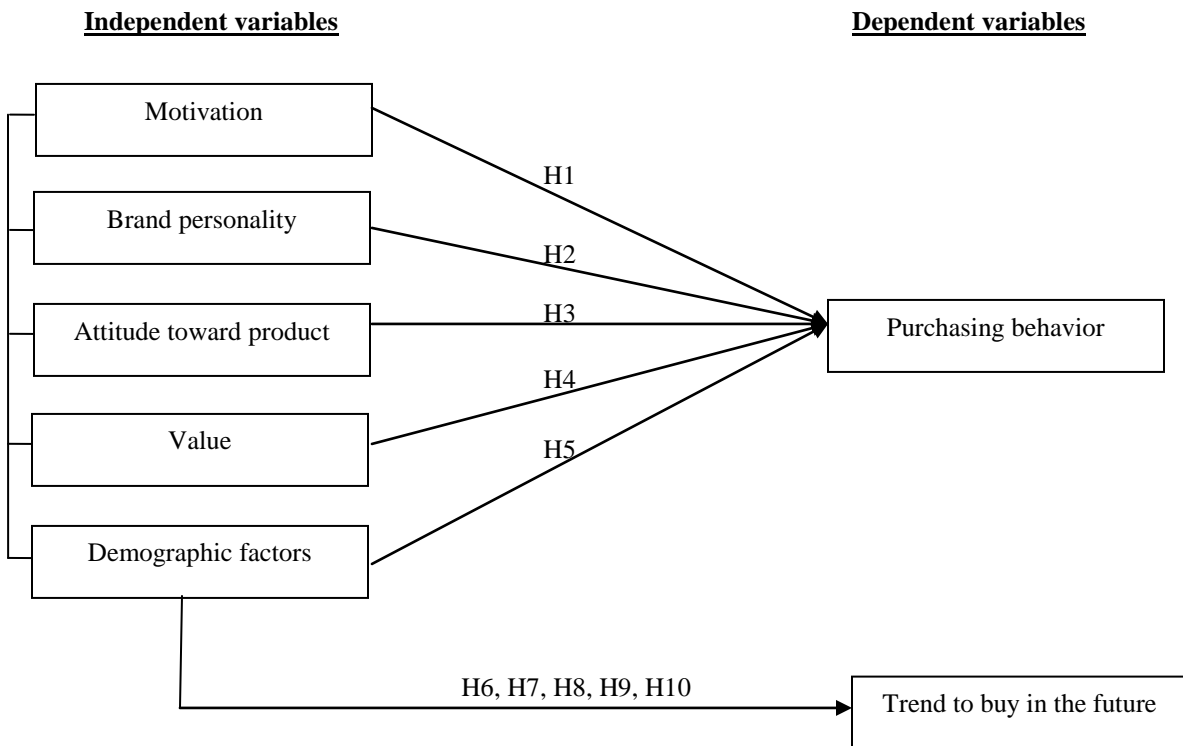 Independent variables
Dependent variables
Motivation
H1
Brand personality
H2
Attitude toward product
H3
Purchasing behavior
H4
Value
H5
Demographic factors
H6, H7, H8, H9, H10
Trend to buy in the future